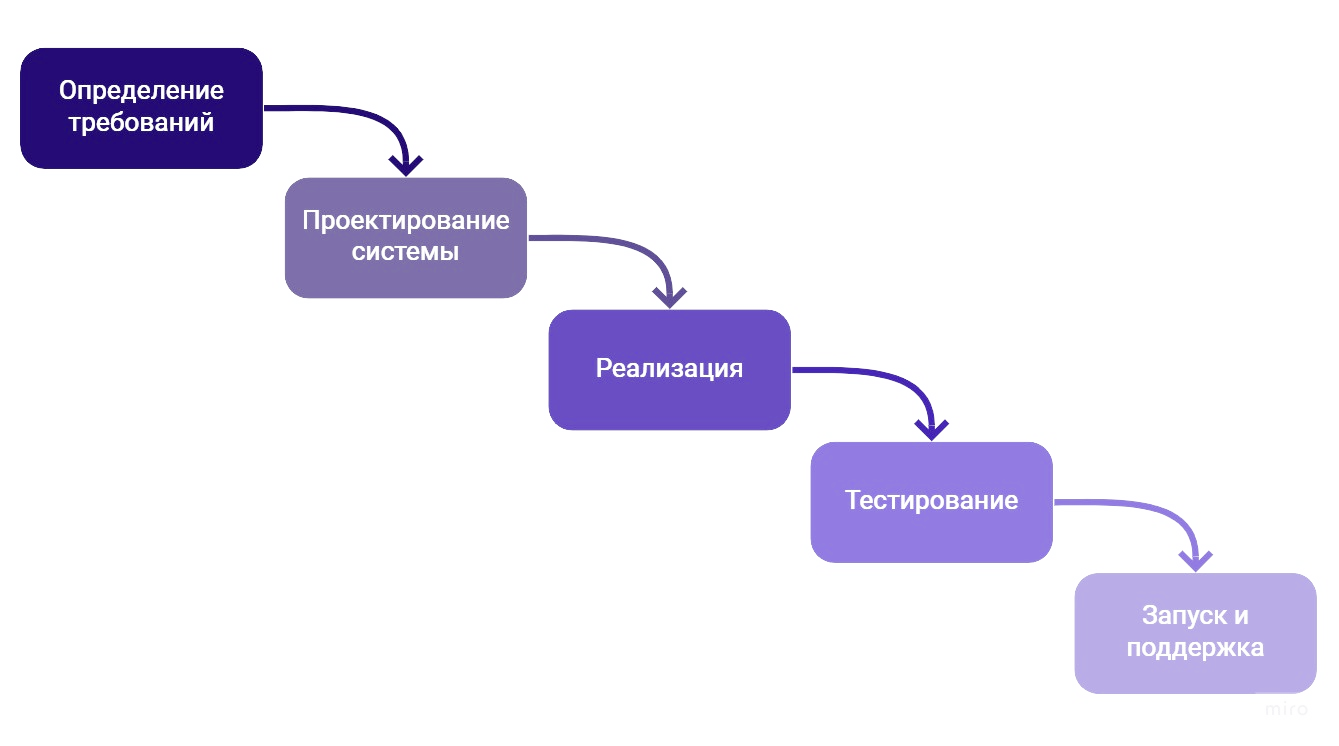 Определение
требований
Проектирование
системы
Реализация
Тестирование
Запуск и
поддержка
miro